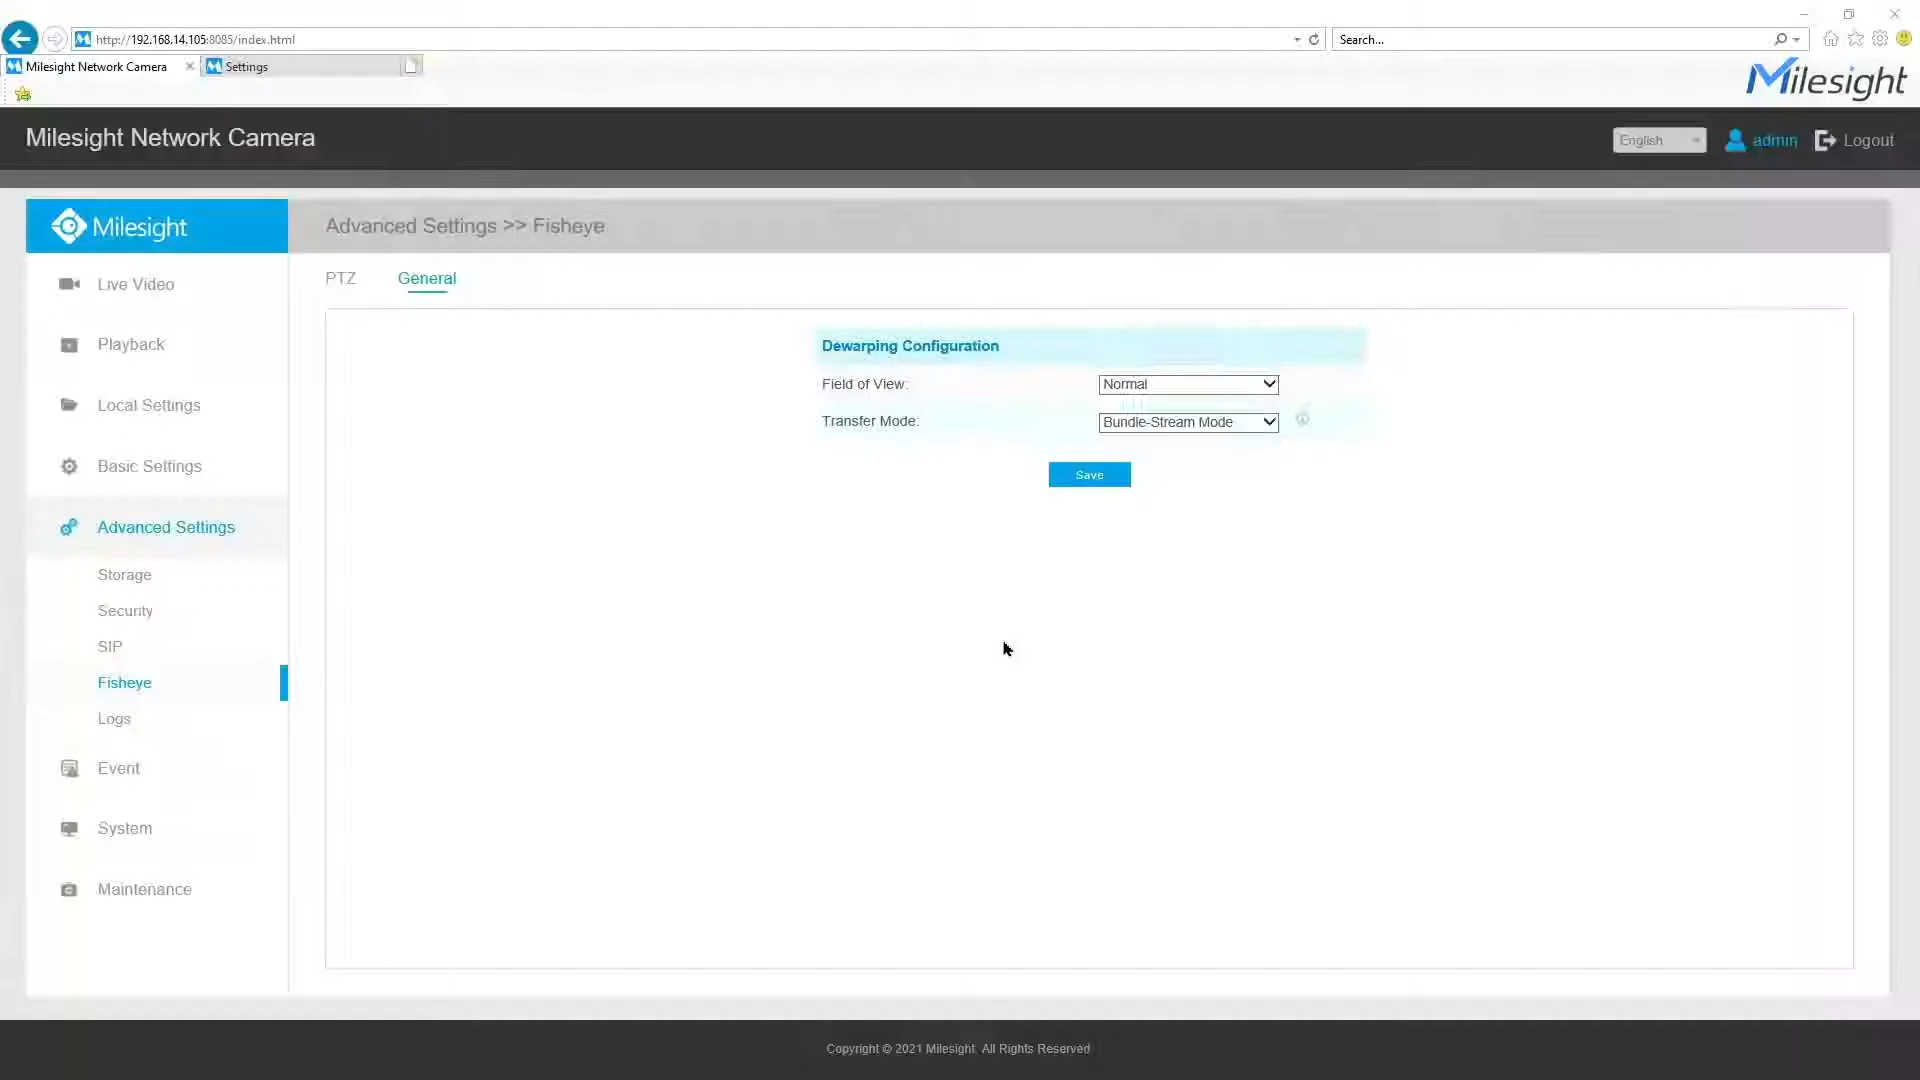 http://192.168.14.105:8085/index.html
Search...
Milesight Network Camera
Settings
Milesight
Milesight Network Camera
English
admin
Logout
Milesight
Advanced Settings >> Fisheye
Live Video
Playback
Local Settings
Basic Settings
Advanced Settings
Storage
Security
SIP
Fisheye
Logs
Event
System
Maintenance
PTZ
General
Dewarping Configuration
Field of View:
Normal
Transfer Mode:
Bundle-Stream Mode
Save
Copyright © 2021 Milesight. All Rights Reserved